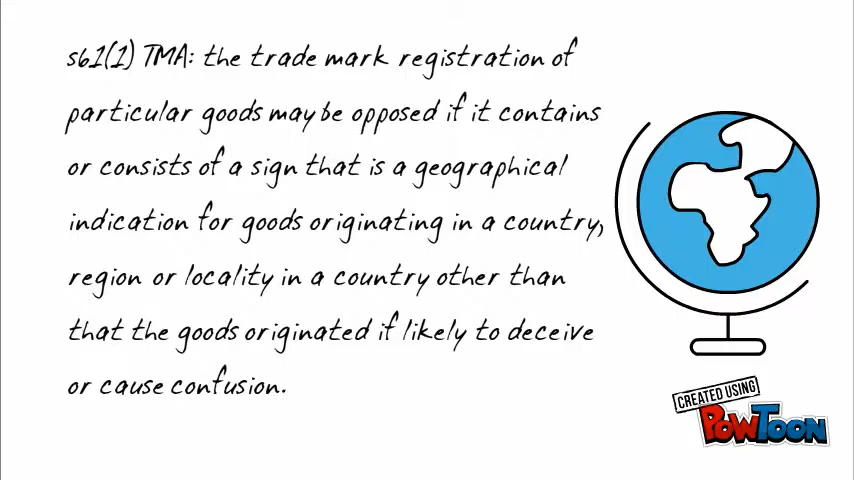 s61(1) TMA: the trade mark registration of
particular goods may be opposed if it contains
or consists of a sign that is a geographical
indication for goods originating in a country,
region or locality in a country other than
that the goods originated if likely to deceive
or cause confusion.
CREATED USING
POWTOON